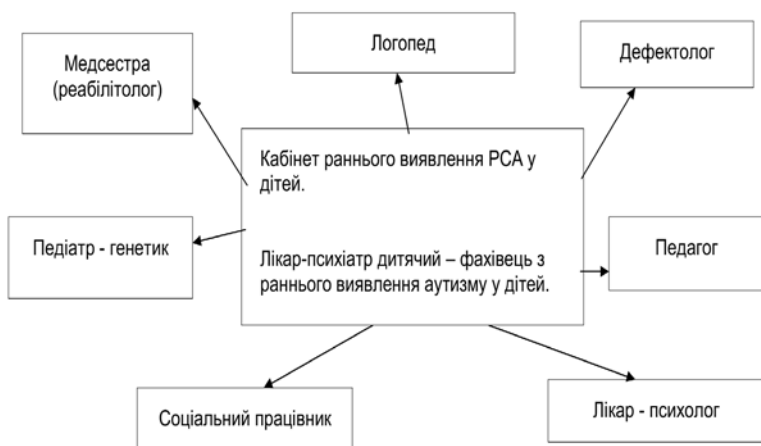 Логопед
Медсестра
(реабілітолог)
Дефектолог
Кабінет раннього виявлення РСА у
дітей.
Лікар-психіатр дитячий – фахівець з
раннього виявлення аутизму у дітей.
Педіатр - генетик
Педагог
Соціальний працівник
Лікар - психолог